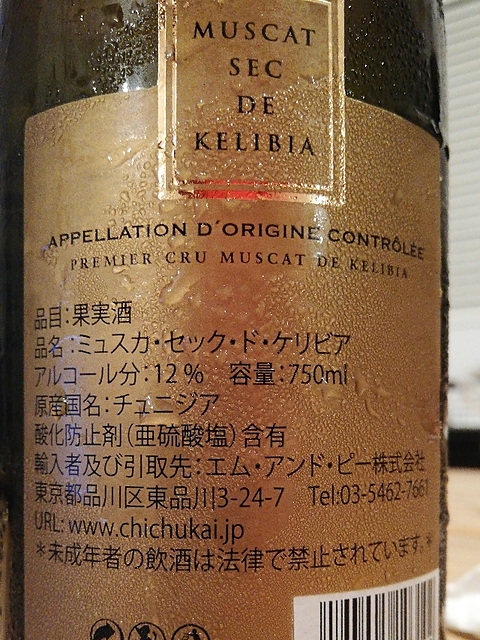 MUSCAT
SEC
DE
KELIBIA
APPELLATION D'ORIGINE CONTRÔLÉE
PREMIER CRU MUSCAT DE KELIBIA
品目:果実酒
品名:ミュスカ・セック・ド・ケリビア
アルコール分:12% 容量:750ml
原産国名:チュニジア
酸化防止剤(亜硫酸塩)含有
輸入者及び引取先:エム・アンド・ピー株式会社
東京都品川区東品川3-24-7 Tel:03-5462-7661
URL: www.chichukai.jp
*未成年者の飲酒は法律で禁止されています。*